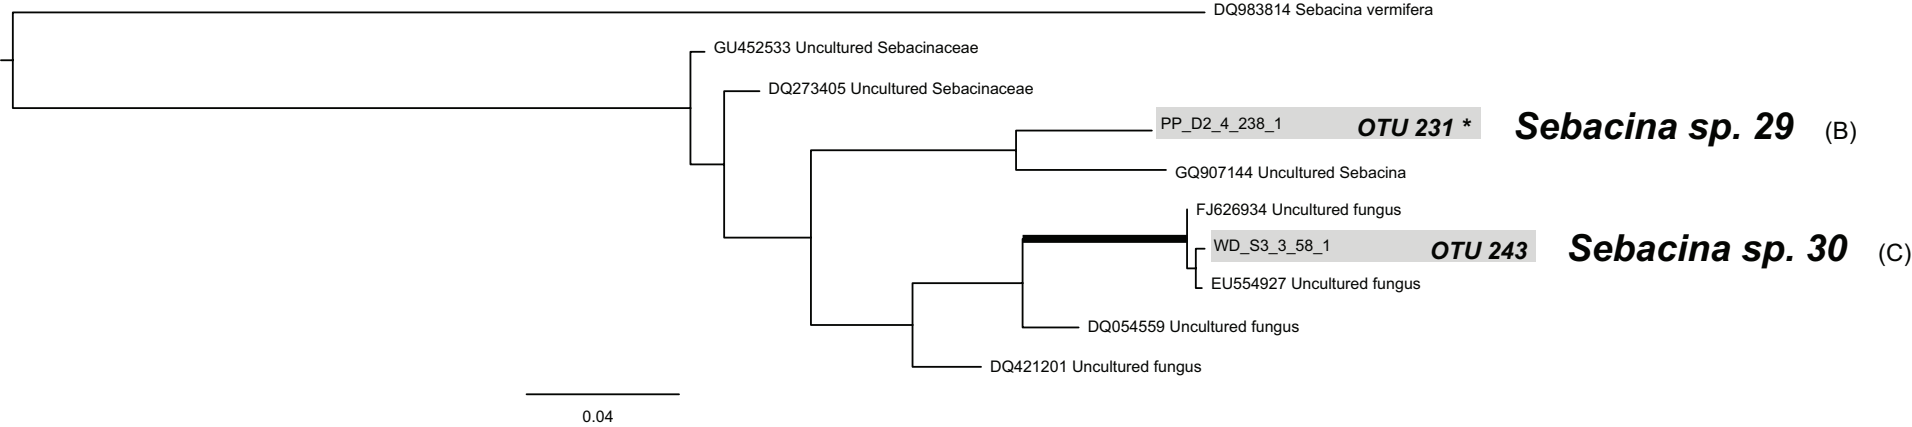 DQ983814 Sebacina vermifera
GU452533 Uncultured Sebacinaceae
DQ273405 Uncultured Sebacinaceae
PP_D2_4_238_1 OTU 231 * Sebacina sp. 29 (B)
GQ907144 Uncultured Sebacina
FJ626934 Uncultured fungus
WD_S3_3_58_1 OTU 243 Sebacina sp. 30 (C)
EU554927 Uncultured fungus
DQ054559 Uncultured fungus
DQ421201 Uncultured fungus
0.04